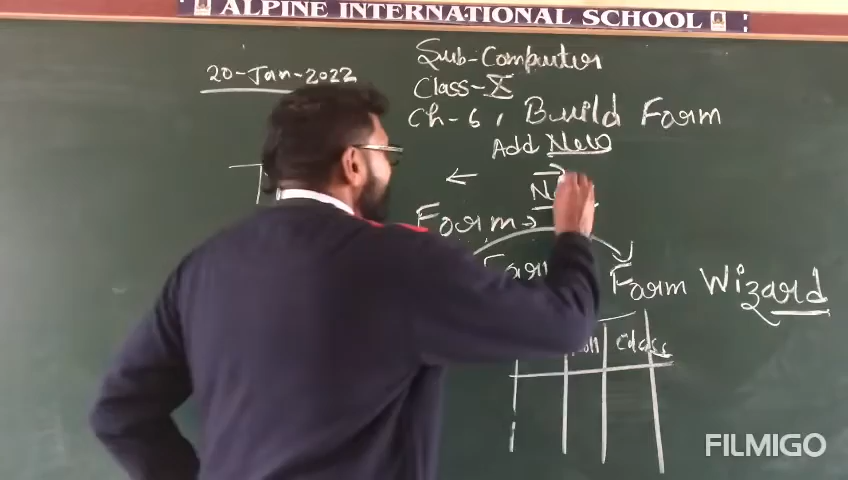 ALPINE INTERNATIONAL SCHOOL
20-Jan-2022
Sub-Computer
Class-X
Ch-6, Build Form
Add New
← →
Form →
Form Wizard
Class
FILMIGO